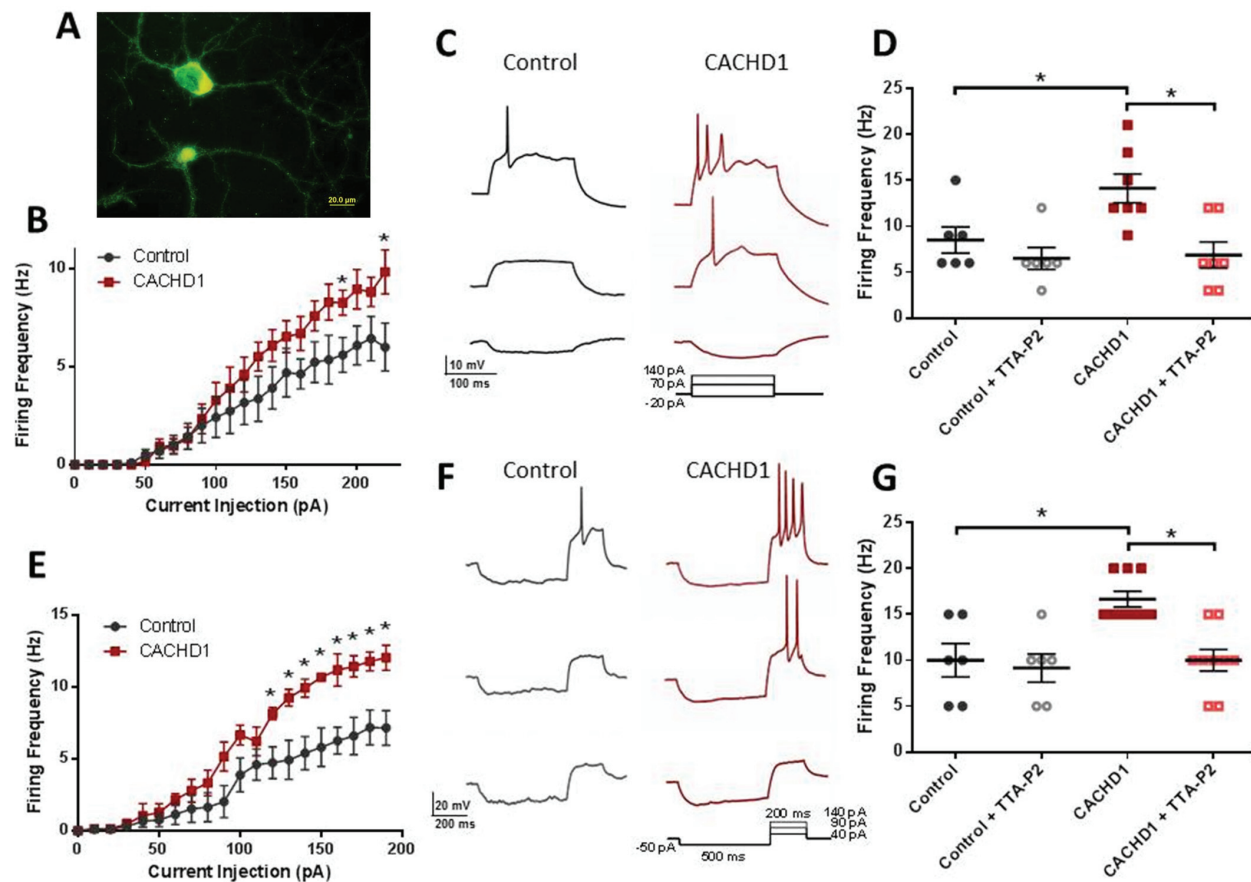 A
20.0 µm
B
Control
CACHD1
*
*
10
5
0
0
50
100
150
200
Firing Frequency (Hz)
Current Injection (pA)
C
Control
CACHD1
10 mV
100 ms
140 pA
70 pA
-20 pA
D
*
*
25
20
15
10
5
0
Firing Frequency (Hz)
Control
Control + TTA-P2
CACHD1
CACHD1 + TTA-P2
E
Control
CACHD1
* * * * * * * *
15
10
5
0
0
50
100
150
200
Firing Frequency (Hz)
Current Injection (pA)
F
Control
CACHD1
20 mV
200 ms
200 ms
140 pA
90 pA
40 pA
-50 pA
500 ms
G
*
*
25
20
15
10
5
0
Firing Frequency (Hz)
Control
Control + TTA-P2
CACHD1
CACHD1 + TTA-P2